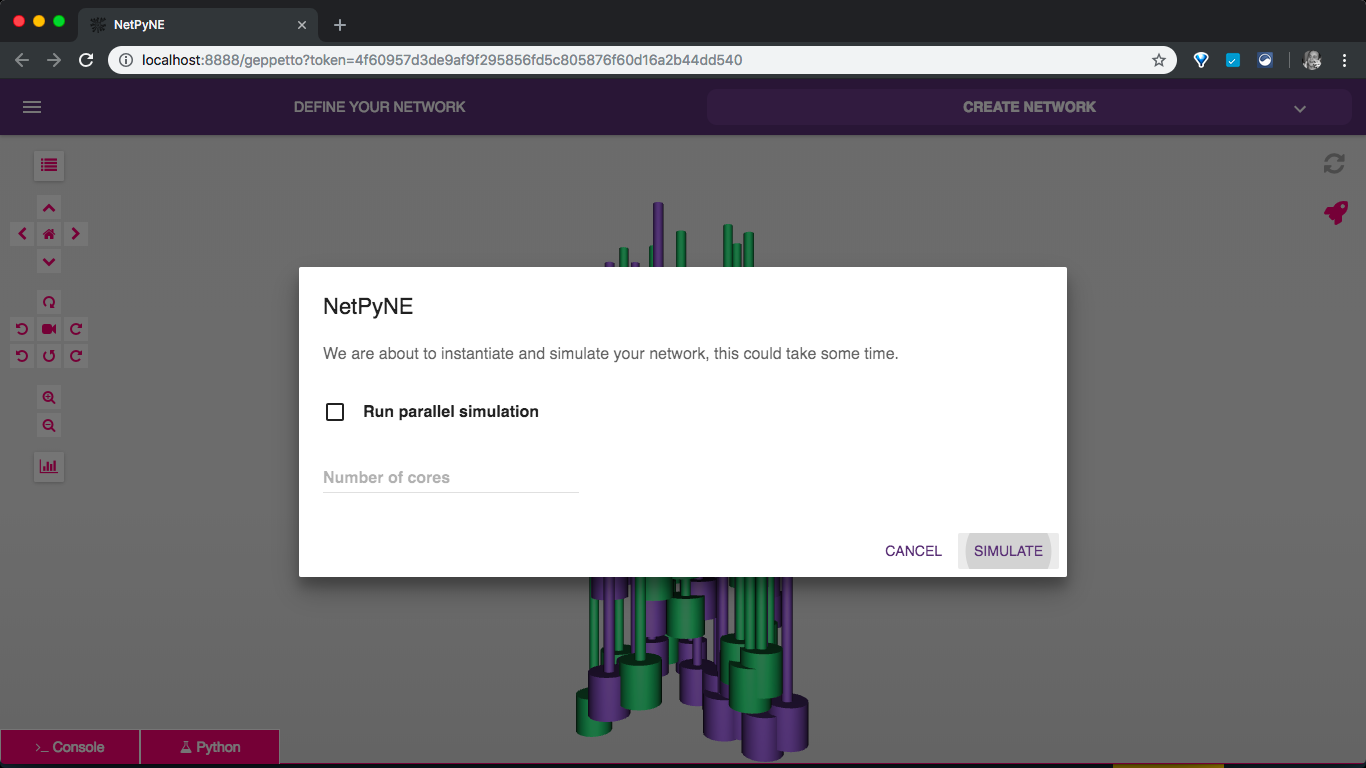 NetPyNE
localhost:8888/geppetto?token=4f60957d3de9af9f295856fd5c805876f60d16a2b44dd540
DEFINE YOUR NETWORK
CREATE NETWORK
NetPyNE
We are about to instantiate and simulate your network, this could take some time.
Run parallel simulation
Number of cores
CANCEL
SIMULATE
>_ Console
Python